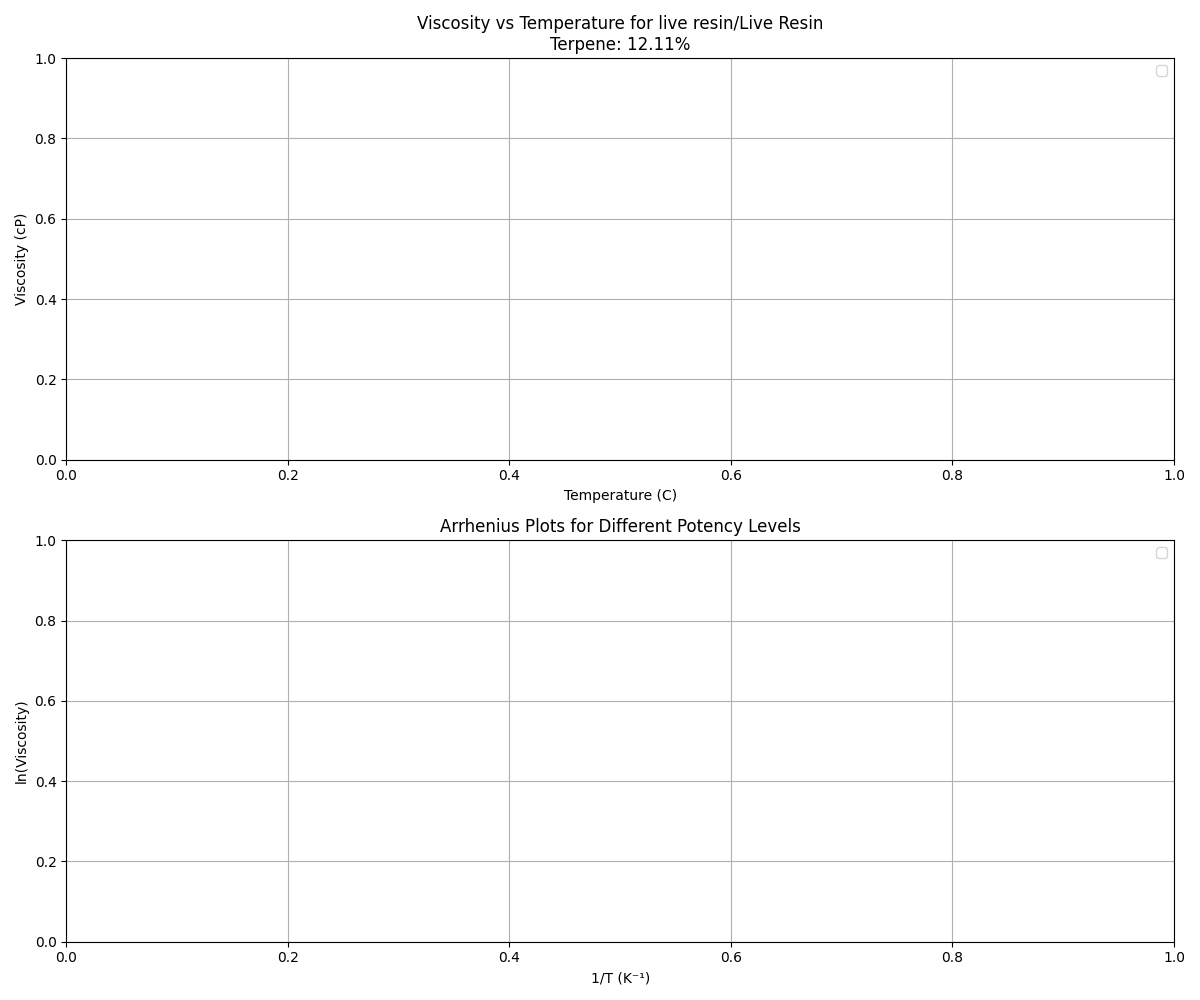 Viscosity vs Temperature for live resin/Live Resin
Terpene: 12.11%
1.0
0.8
0.6
0.4
0.2
0.0
Viscosity (cP)
0.0 0.2 0.4 0.6 0.8 1.0
Temperature (C)
Arrhenius Plots for Different Potency Levels
1.0
0.8
0.6
0.4
0.2
0.0
ln(Viscosity)
0.0 0.2 0.4 0.6 0.8 1.0
1/T (K⁻¹)